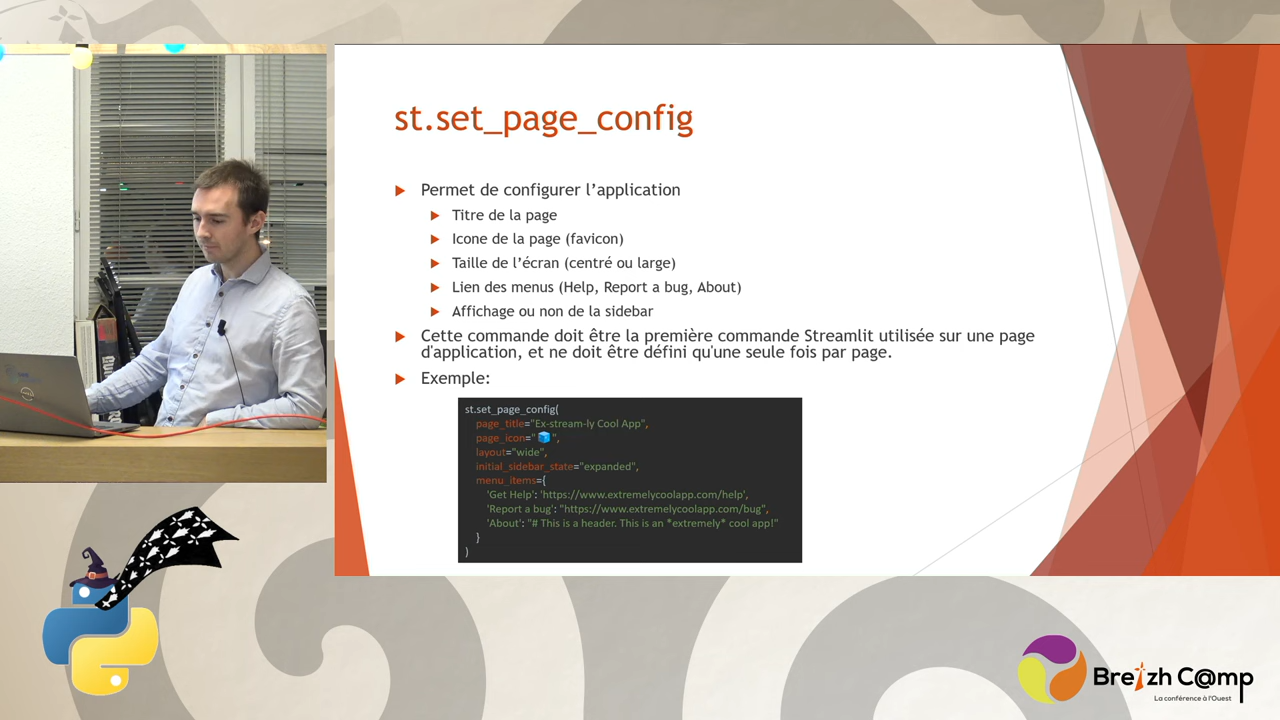 st.set_page_config
Permet de configurer l’application
Titre de la page
Icone de la page (favicon)
Taille de l’écran (centré ou large)
Lien des menus (Help, Report a bug, About)
Affichage ou non de la sidebar
Cette commande doit être la première commande Streamlit utilisée sur une page
d'application, et ne doit être défini qu'une seule fois par page.
Exemple:
st.set_page_config(
page_title="Ex-stream-ly Cool App",
page_icon="🧊",
layout="wide",
initial_sidebar_state="expanded",
menu_items={
'Get Help': 'https://www.extremelycoolapp.com/help',
'Report a bug': "https://www.extremelycoolapp.com/bug",
'About': "# This is a header. This is an *extremely* cool app!"
}
)
Breizh C@mp
La conférence à l'Ouest